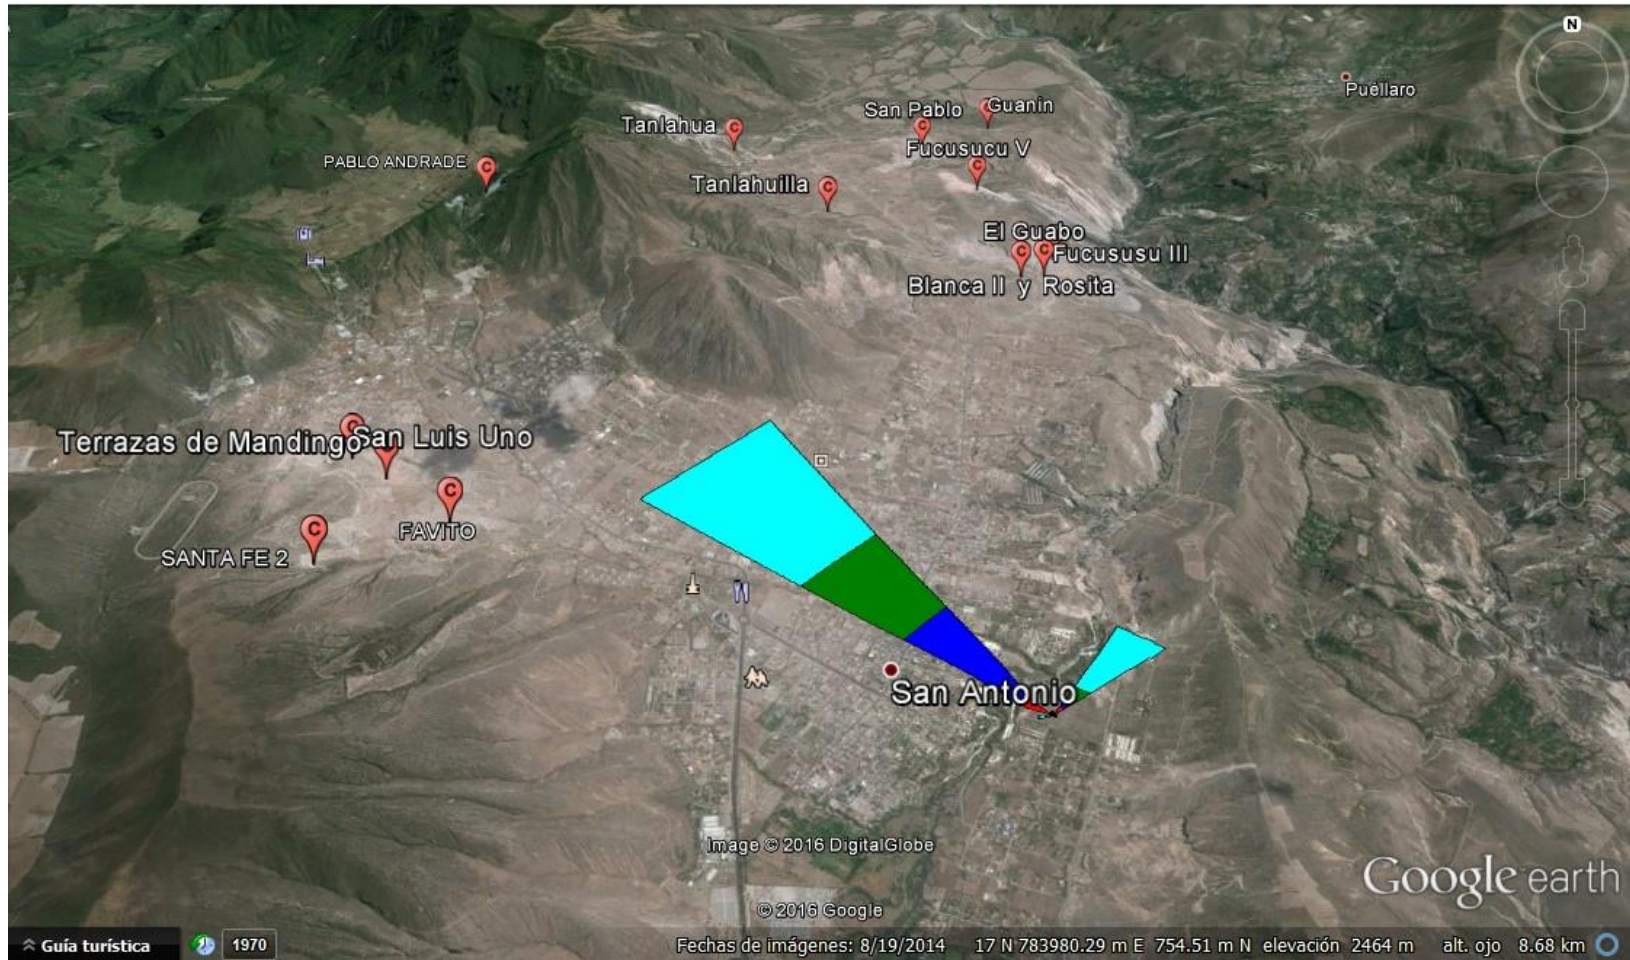 N
Puéllaro
Guanin
San Pablo
Tanlahua
C
C
C
Fucusucu V
PABLO ANDRADE
C
C
Tanlahuilla
C
El Guabo
C
C
Fucususu III
Blanca II y Rosita
C
Terrazas de Mandingo
San Luis Uno
C
FAVITO
C
SANTA FE 2
San Antonio
Image © 2016 DigitalGlobe
Google earth
© 2016 Google
Guía turística
1970
Fechas de imágenes: 8/19/2014 17 N 783980.29 m E 754.51 m N elevación 2464 m alt. ojo 8.68 km